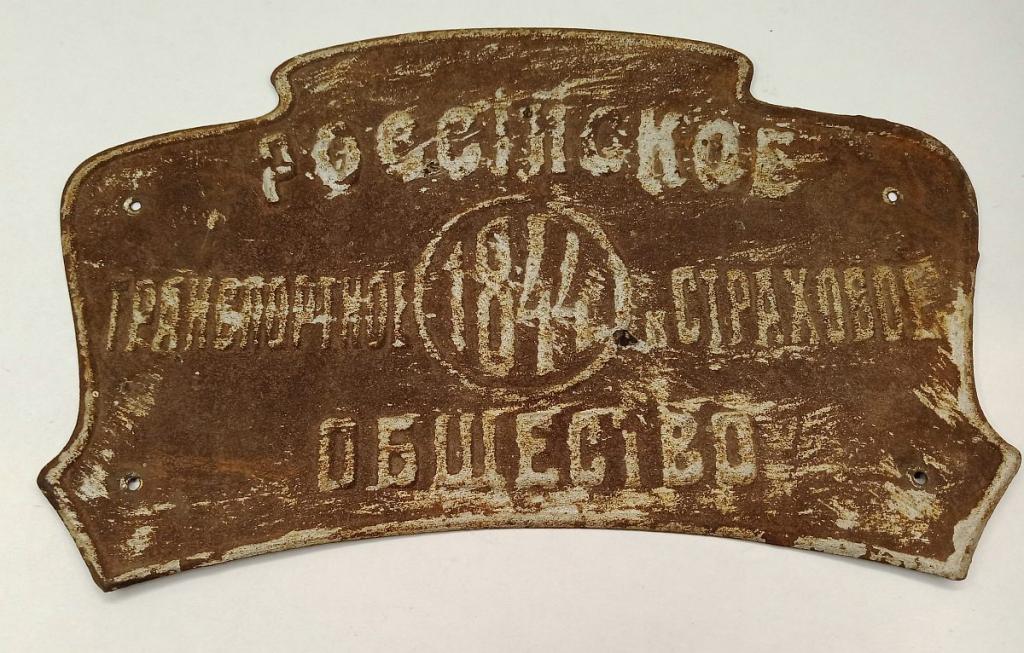 РОССІЙСКОЕ
ТРАНСПОРТНОЕ 1844 и СТРАХОВОЕ
ОБЩЕСТВО